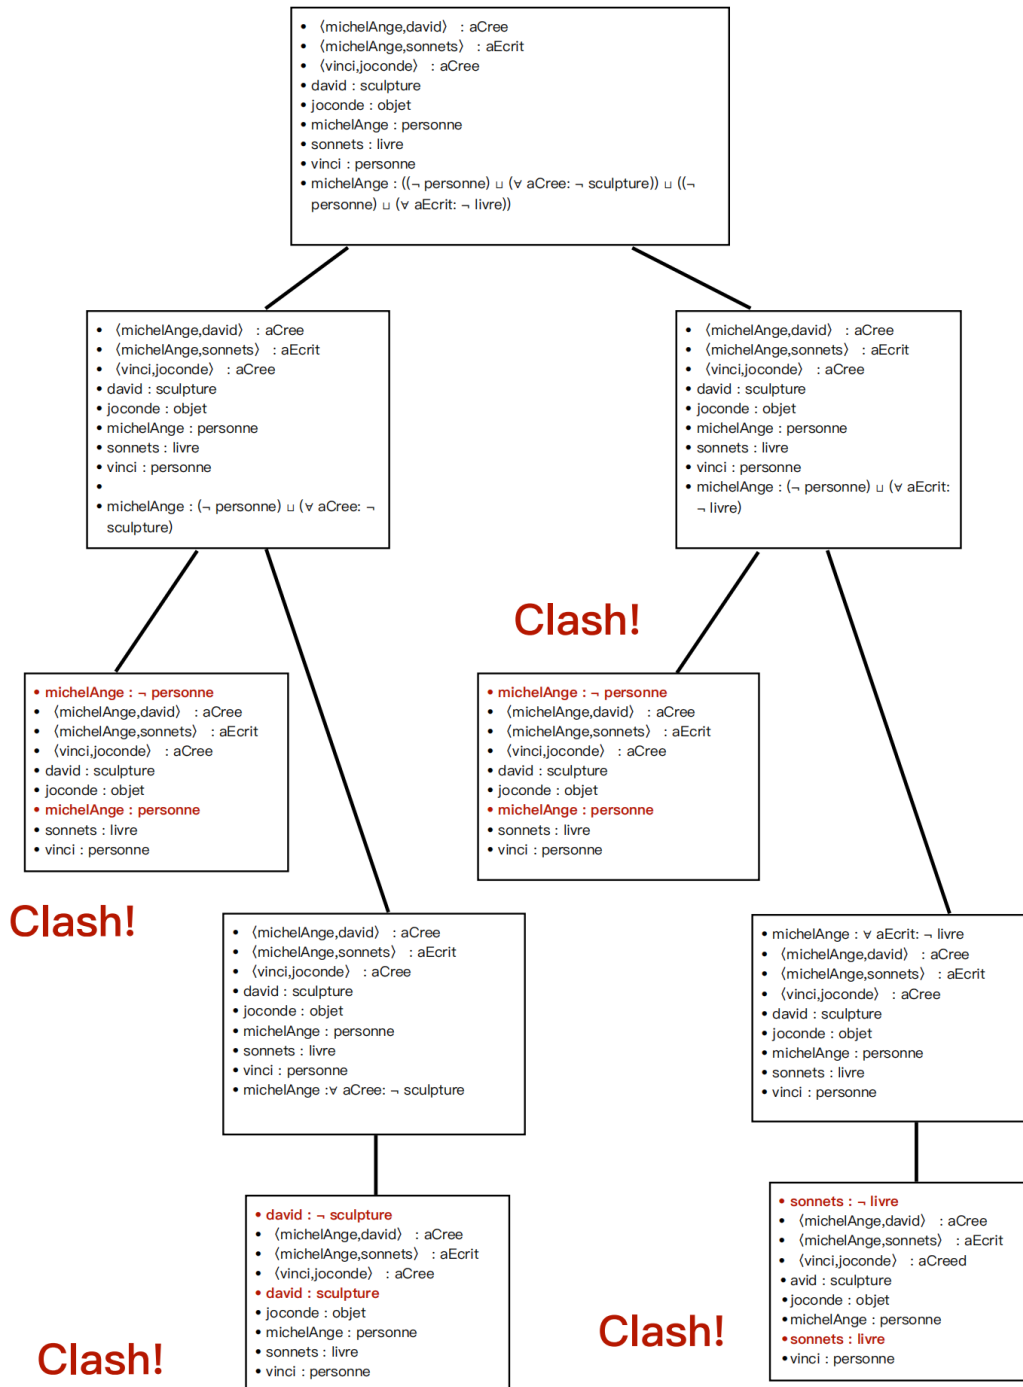 • ⟨michelAnge,david⟩ : aCree
• ⟨michelAnge,sonnets⟩ : aEcrit
• ⟨vinci,joconde⟩ : aCree
• david : sculpture
• joconde : objet
• michelAnge : personne
• sonnets : livre
• vinci : personne
• michelAnge : ((¬ personne) ⊔ (∀ aCree: ¬ sculpture)) ⊔ ((¬
personne) ⊔ (∀ aEcrit: ¬ livre))
• ⟨michelAnge,david⟩ : aCree
• ⟨michelAnge,sonnets⟩ : aEcrit
• ⟨vinci,joconde⟩ : aCree
• david : sculpture
• joconde : objet
• michelAnge : personne
• sonnets : livre
• vinci : personne
•
• michelAnge : (¬ personne) ⊔ (∀ aCree: ¬
sculpture)
• ⟨michelAnge,david⟩ : aCree
• ⟨michelAnge,sonnets⟩ : aEcrit
• ⟨vinci,joconde⟩ : aCree
• david : sculpture
• joconde : objet
• michelAnge : personne
• sonnets : livre
• vinci : personne
• michelAnge : (¬ personne) ⊔ (∀ aEcrit:
¬ livre)
Clash!
• michelAnge : ¬ personne
• ⟨michelAnge,david⟩ : aCree
• ⟨michelAnge,sonnets⟩ : aEcrit
• ⟨vinci,joconde⟩ : aCree
• david : sculpture
• joconde : objet
• michelAnge : personne
• sonnets : livre
• vinci : personne
• michelAnge : ¬ personne
• ⟨michelAnge,david⟩ : aCree
• ⟨michelAnge,sonnets⟩ : aEcrit
• ⟨vinci,joconde⟩ : aCree
• david : sculpture
• joconde : objet
• michelAnge : personne
• sonnets : livre
• vinci : personne
Clash!
• ⟨michelAnge,david⟩ : aCree
• ⟨michelAnge,sonnets⟩ : aEcrit
• ⟨vinci,joconde⟩ : aCree
• david : sculpture
• joconde : objet
• michelAnge : personne
• sonnets : livre
• vinci : personne
• michelAnge :∀ aCree: ¬ sculpture
• michelAnge : ∀ aEcrit: ¬ livre
• ⟨michelAnge,david⟩ : aCree
• ⟨michelAnge,sonnets⟩ : aEcrit
• ⟨vinci,joconde⟩ : aCree
• david : sculpture
• joconde : objet
• michelAnge : personne
• sonnets : livre
• vinci : personne
• david : ¬ sculpture
• ⟨michelAnge,david⟩ : aCree
• ⟨michelAnge,sonnets⟩ : aEcrit
• ⟨vinci,joconde⟩ : aCree
• david : sculpture
• joconde : objet
• michelAnge : personne
• sonnets : livre
• vinci : personne
Clash!
• sonnets : ¬ livre
• ⟨michelAnge,david⟩ : aCree
• ⟨michelAnge,sonnets⟩ : aEcrit
• ⟨vinci,joconde⟩ : aCreed
• avid : sculpture
• joconde : objet
• michelAnge : personne
• sonnets : livre
• vinci : personne
Clash!